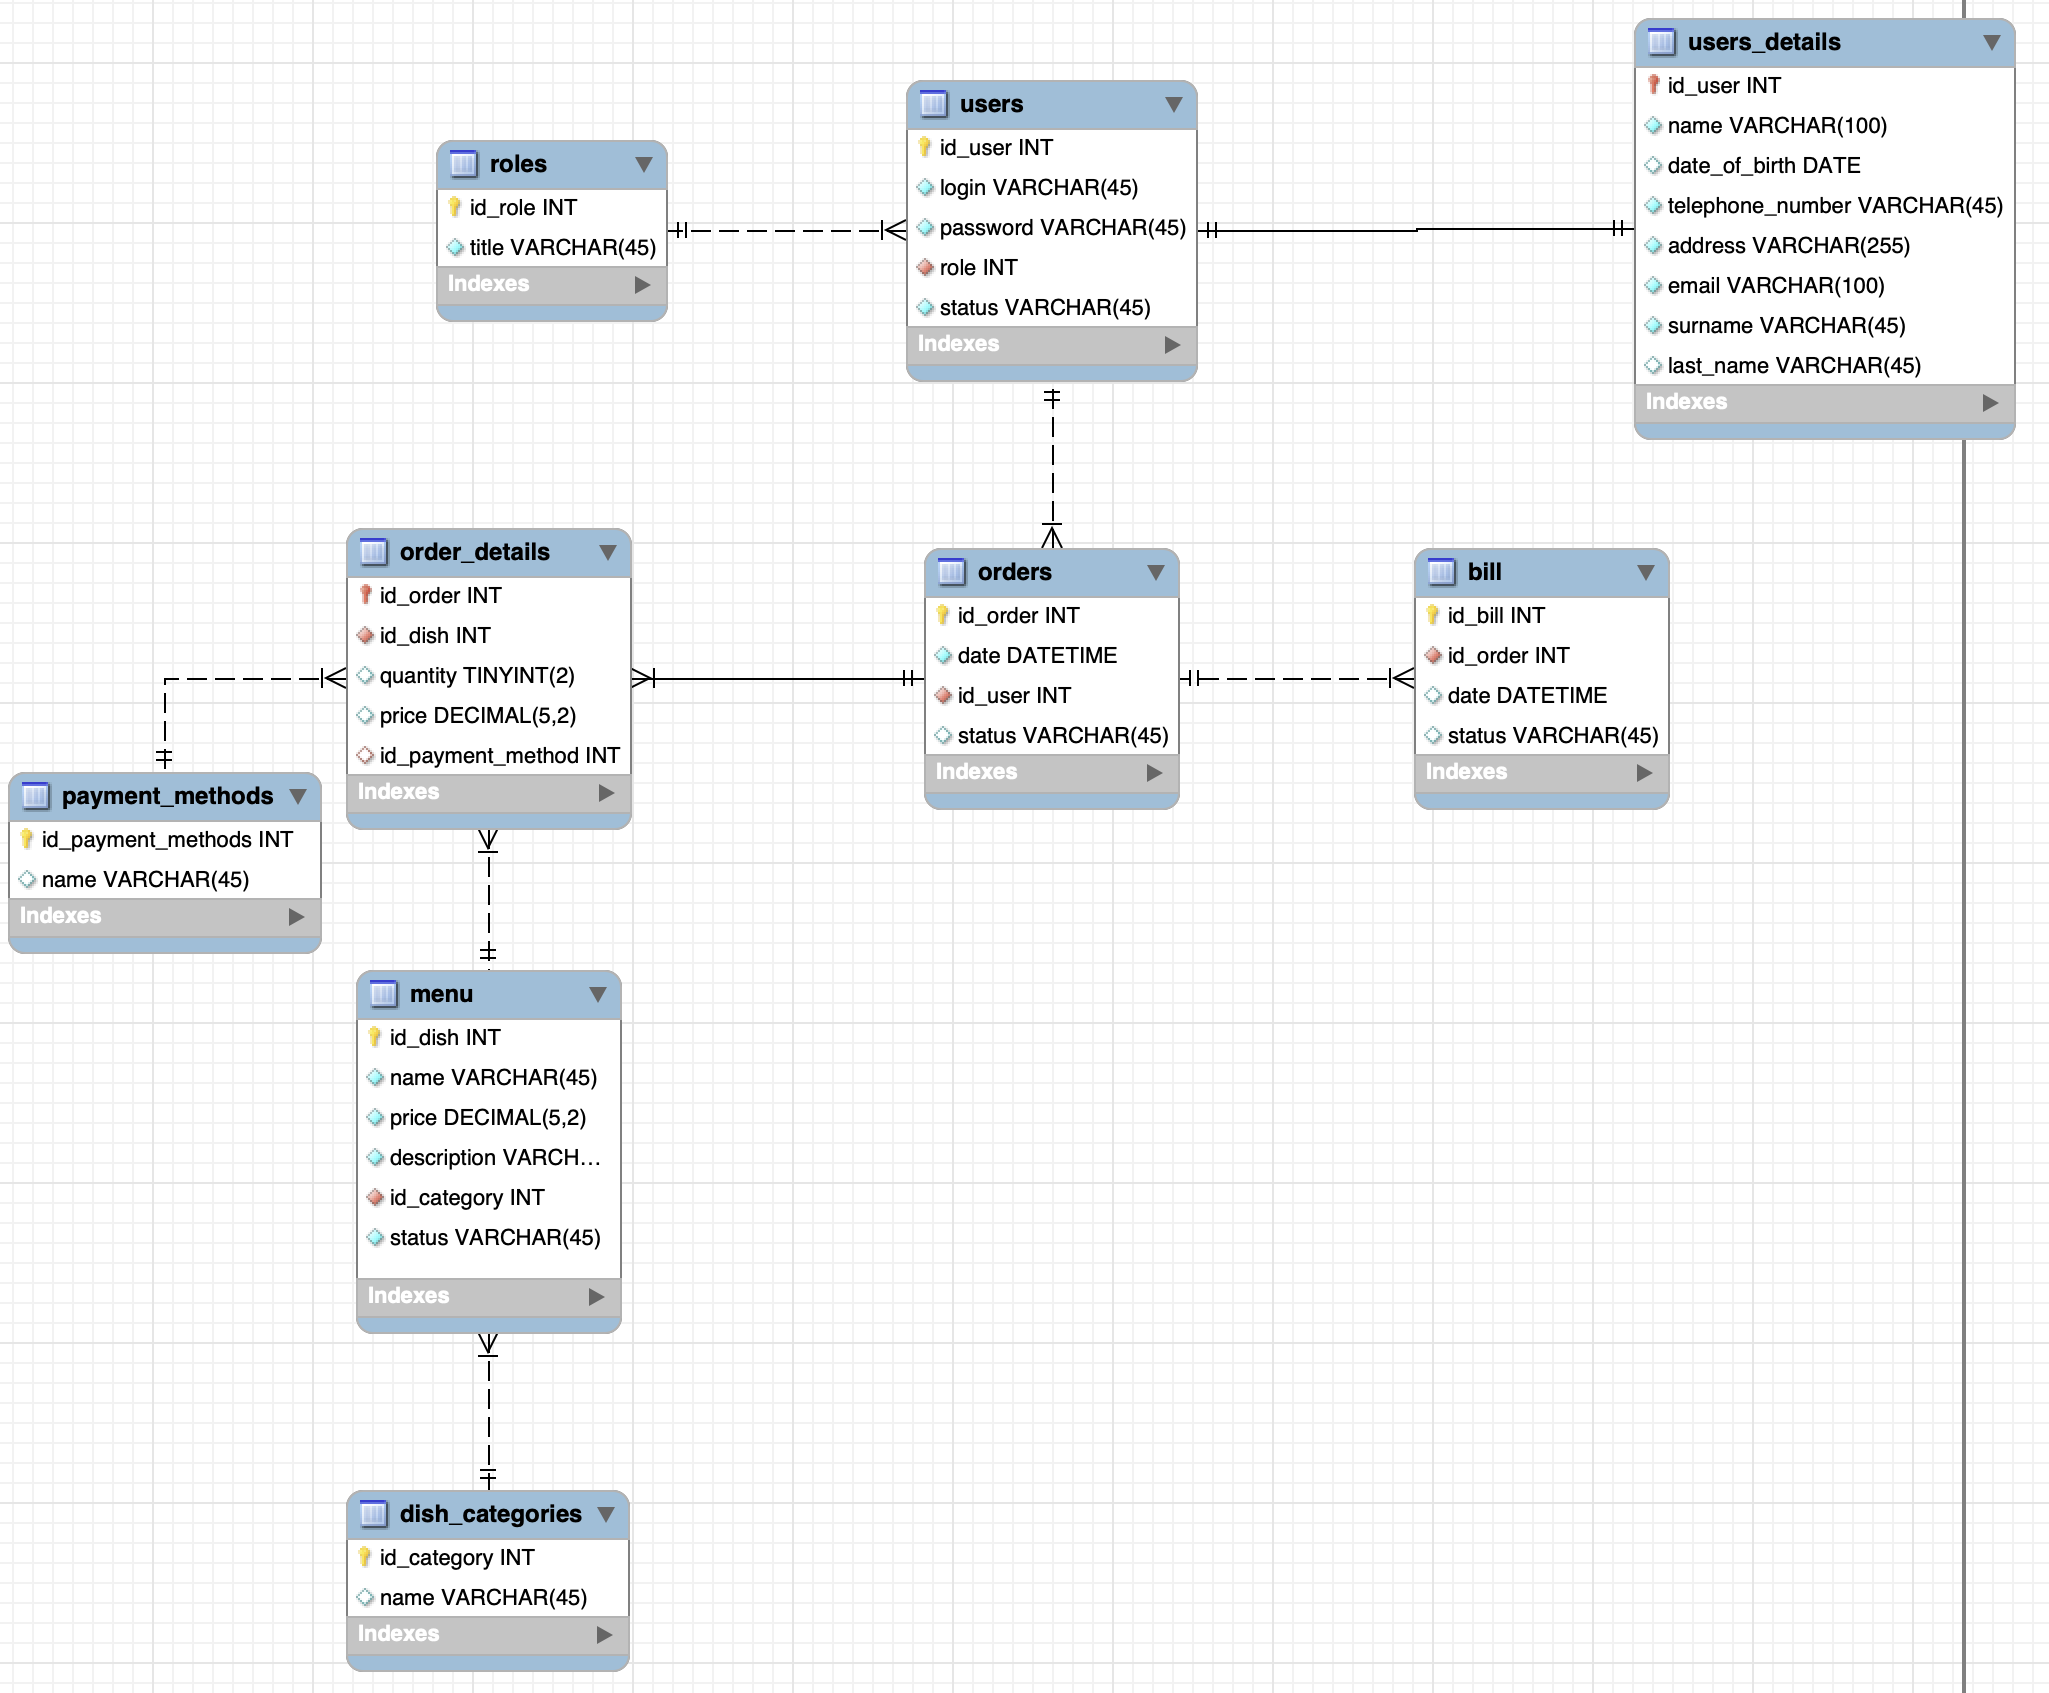 users_details
id_user INT
name VARCHAR(100)
date_of_birth DATE
telephone_number VARCHAR(45)
address VARCHAR(255)
email VARCHAR(100)
surname VARCHAR(45)
last_name VARCHAR(45)
Indexes
users
id_user INT
login VARCHAR(45)
password VARCHAR(45)
role INT
status VARCHAR(45)
Indexes
roles
id_role INT
title VARCHAR(45)
Indexes
order_details
id_order INT
id_dish INT
quantity TINYINT(2)
price DECIMAL(5,2)
id_payment_method INT
Indexes
orders
id_order INT
date DATETIME
id_user INT
status VARCHAR(45)
Indexes
bill
id_bill INT
id_order INT
date DATETIME
status VARCHAR(45)
Indexes
payment_methods
id_payment_methods INT
name VARCHAR(45)
Indexes
menu
id_dish INT
name VARCHAR(45)
price DECIMAL(5,2)
description VARCH...
id_category INT
status VARCHAR(45)
Indexes
dish_categories
id_category INT
name VARCHAR(45)
Indexes